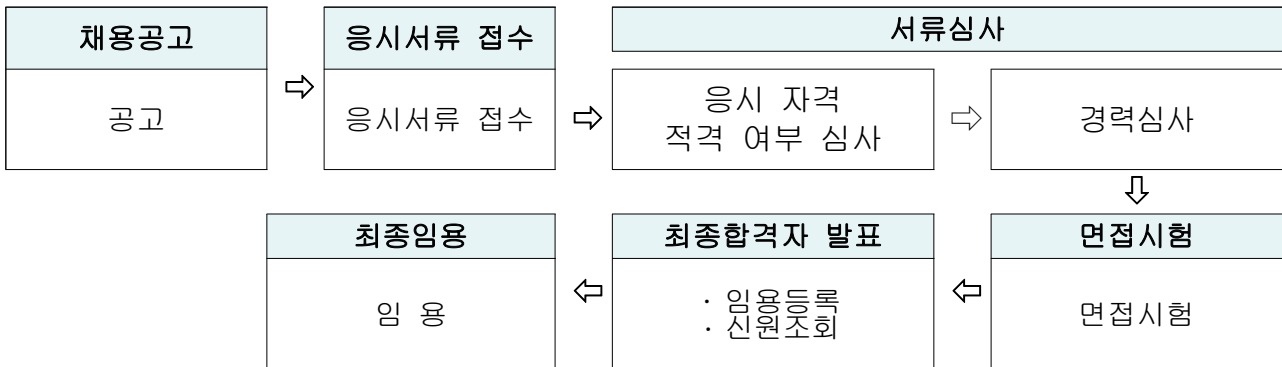 채용공고
공고
응시서류 접수
응시서류 접수
서류심사
응시 자격
적격 여부 심사
경력심사
면접시험
면접시험
최종합격자 발표
· 임용등록
· 신원조회
최종임용
임 용